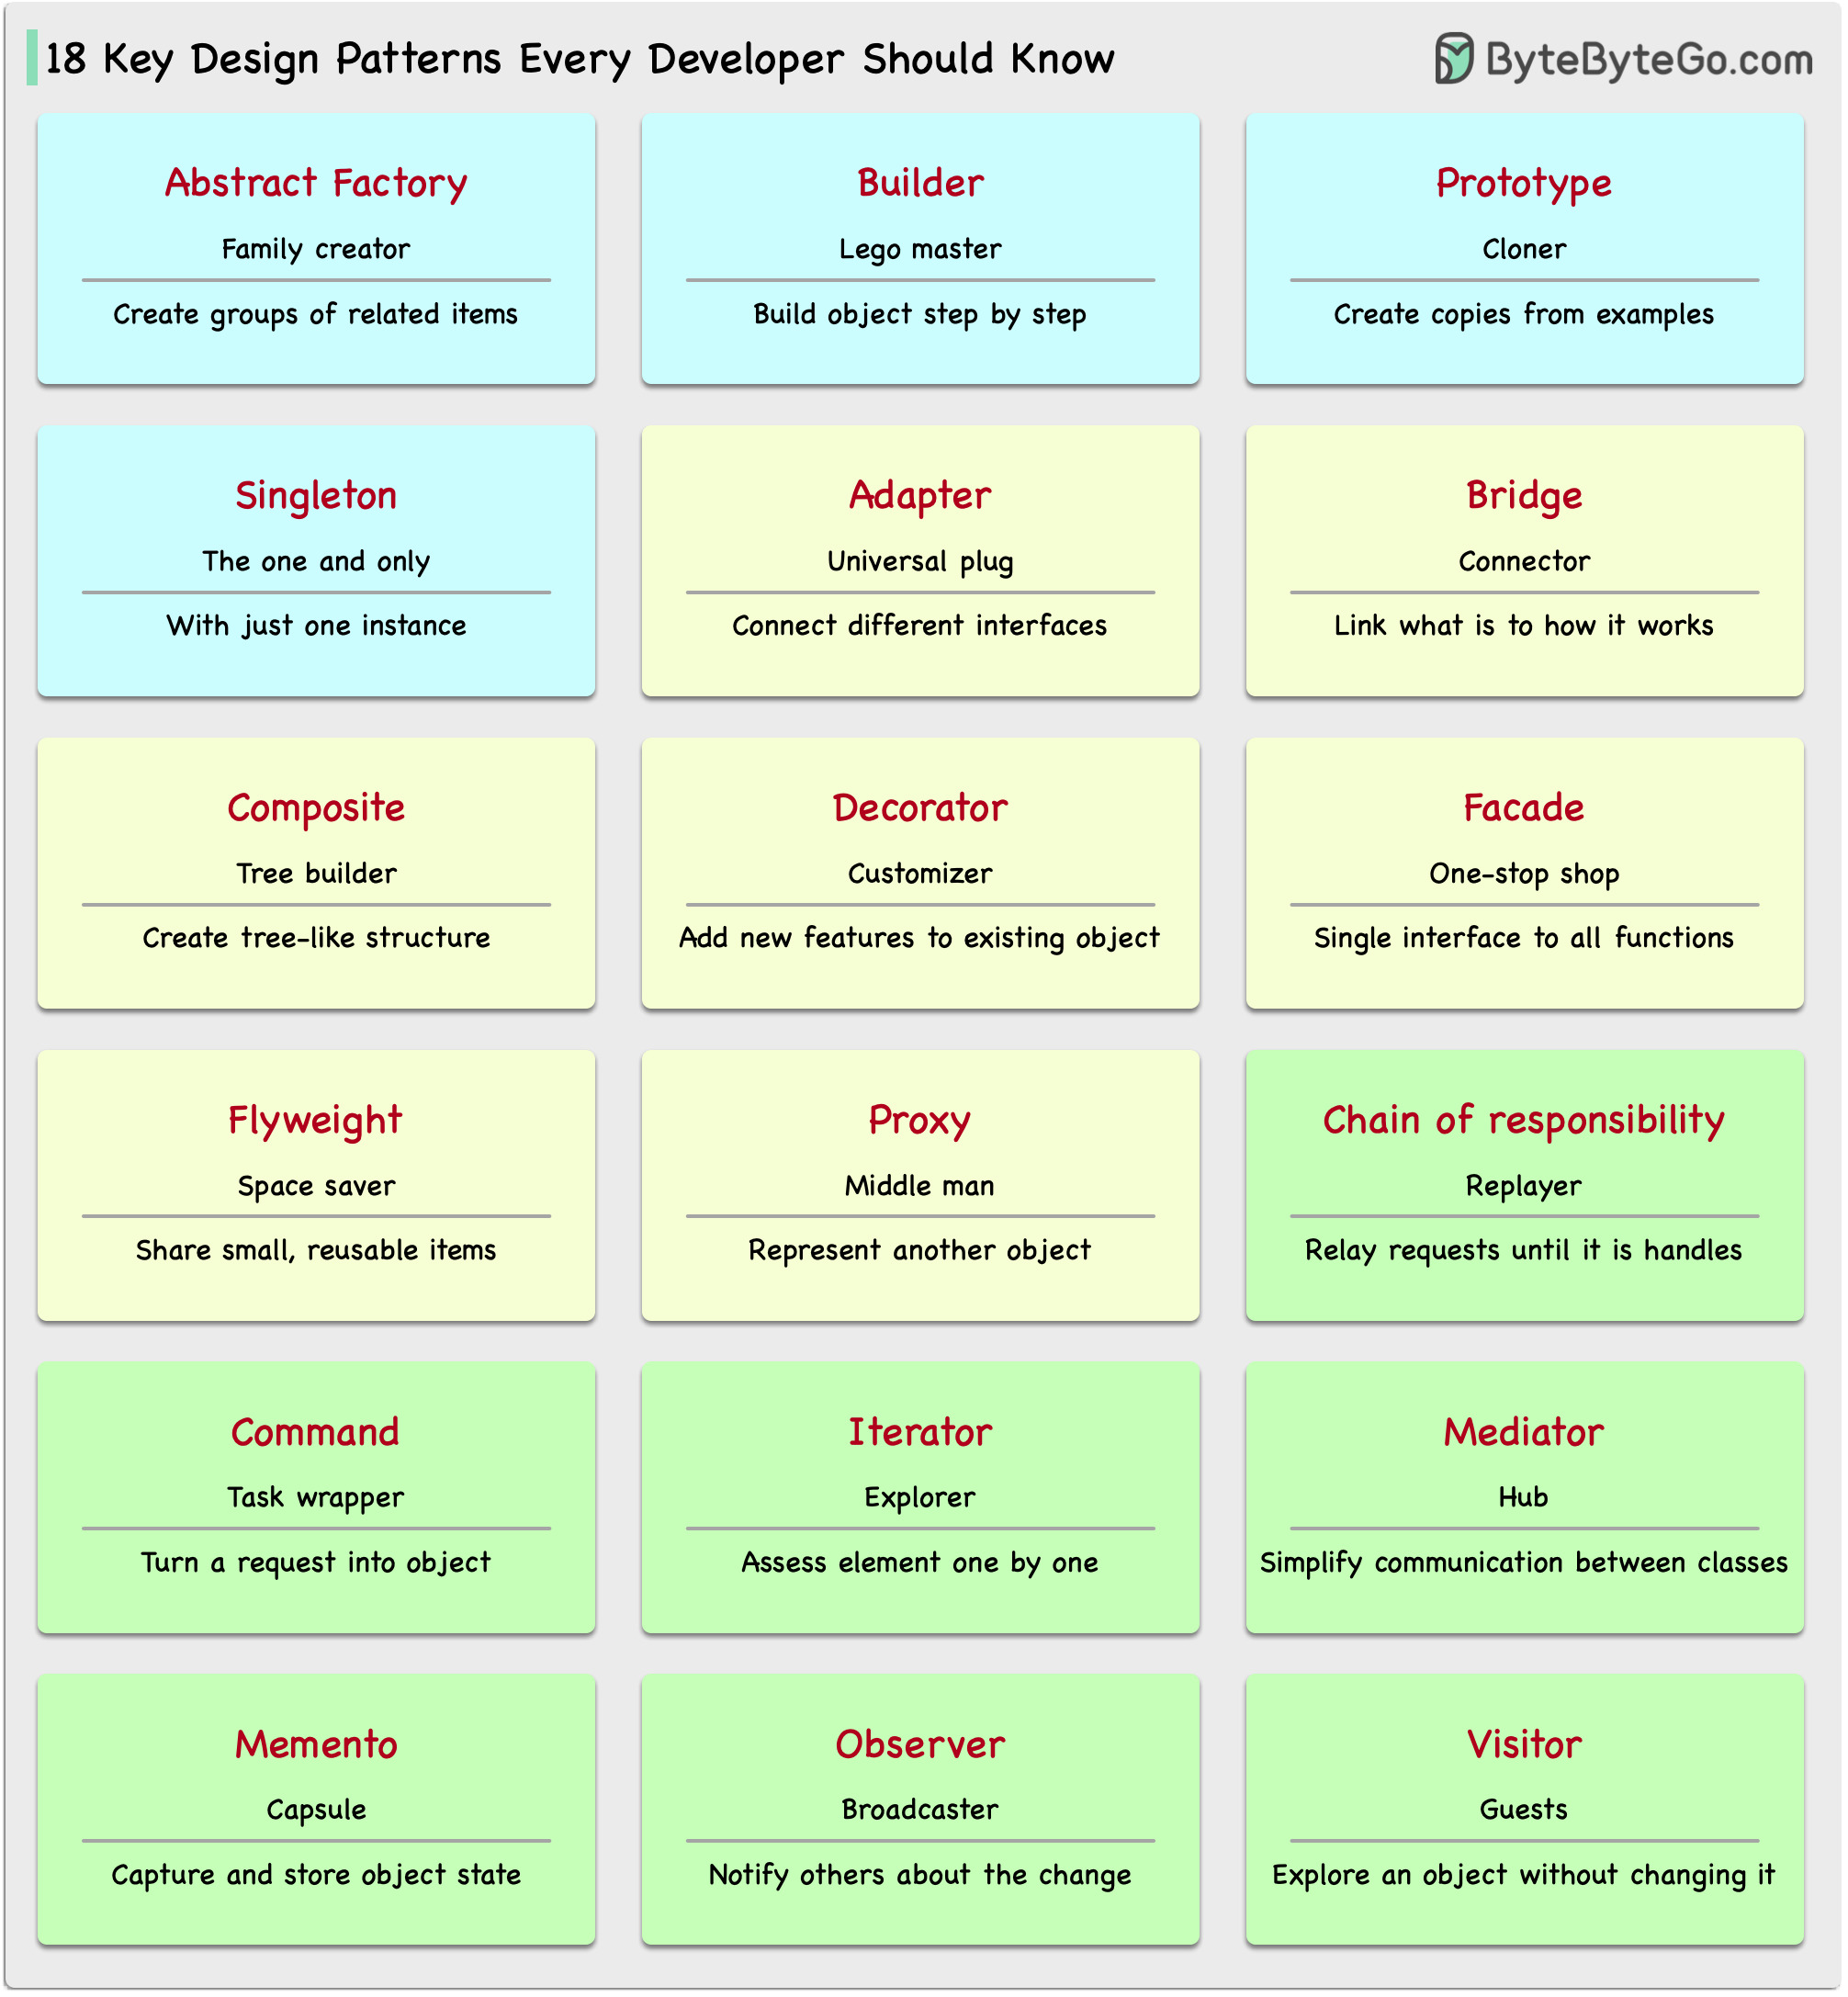 18 Key Design Patterns Every Developer Should Know
ByteByteGo.com
Abstract Factory
Family creator
Create groups of related items
Builder
Lego master
Build object step by step
Prototype
Cloner
Create copies from examples
Singleton
The one and only
With just one instance
Adapter
Universal plug
Connect different interfaces
Bridge
Connector
Link what is to how it works
Composite
Tree builder
Create tree-like structure
Decorator
Customizer
Add new features to existing object
Facade
One-stop shop
Single interface to all functions
Flyweight
Space saver
Share small, reusable items
Proxy
Middle man
Represent another object
Chain of responsibility
Replayer
Relay requests until it is handles
Command
Task wrapper
Turn a request into object
Iterator
Explorer
Assess element one by one
Mediator
Hub
Simplify communication between classes
Memento
Capsule
Capture and store object state
Observer
Broadcaster
Notify others about the change
Visitor
Guests
Explore an object without changing it